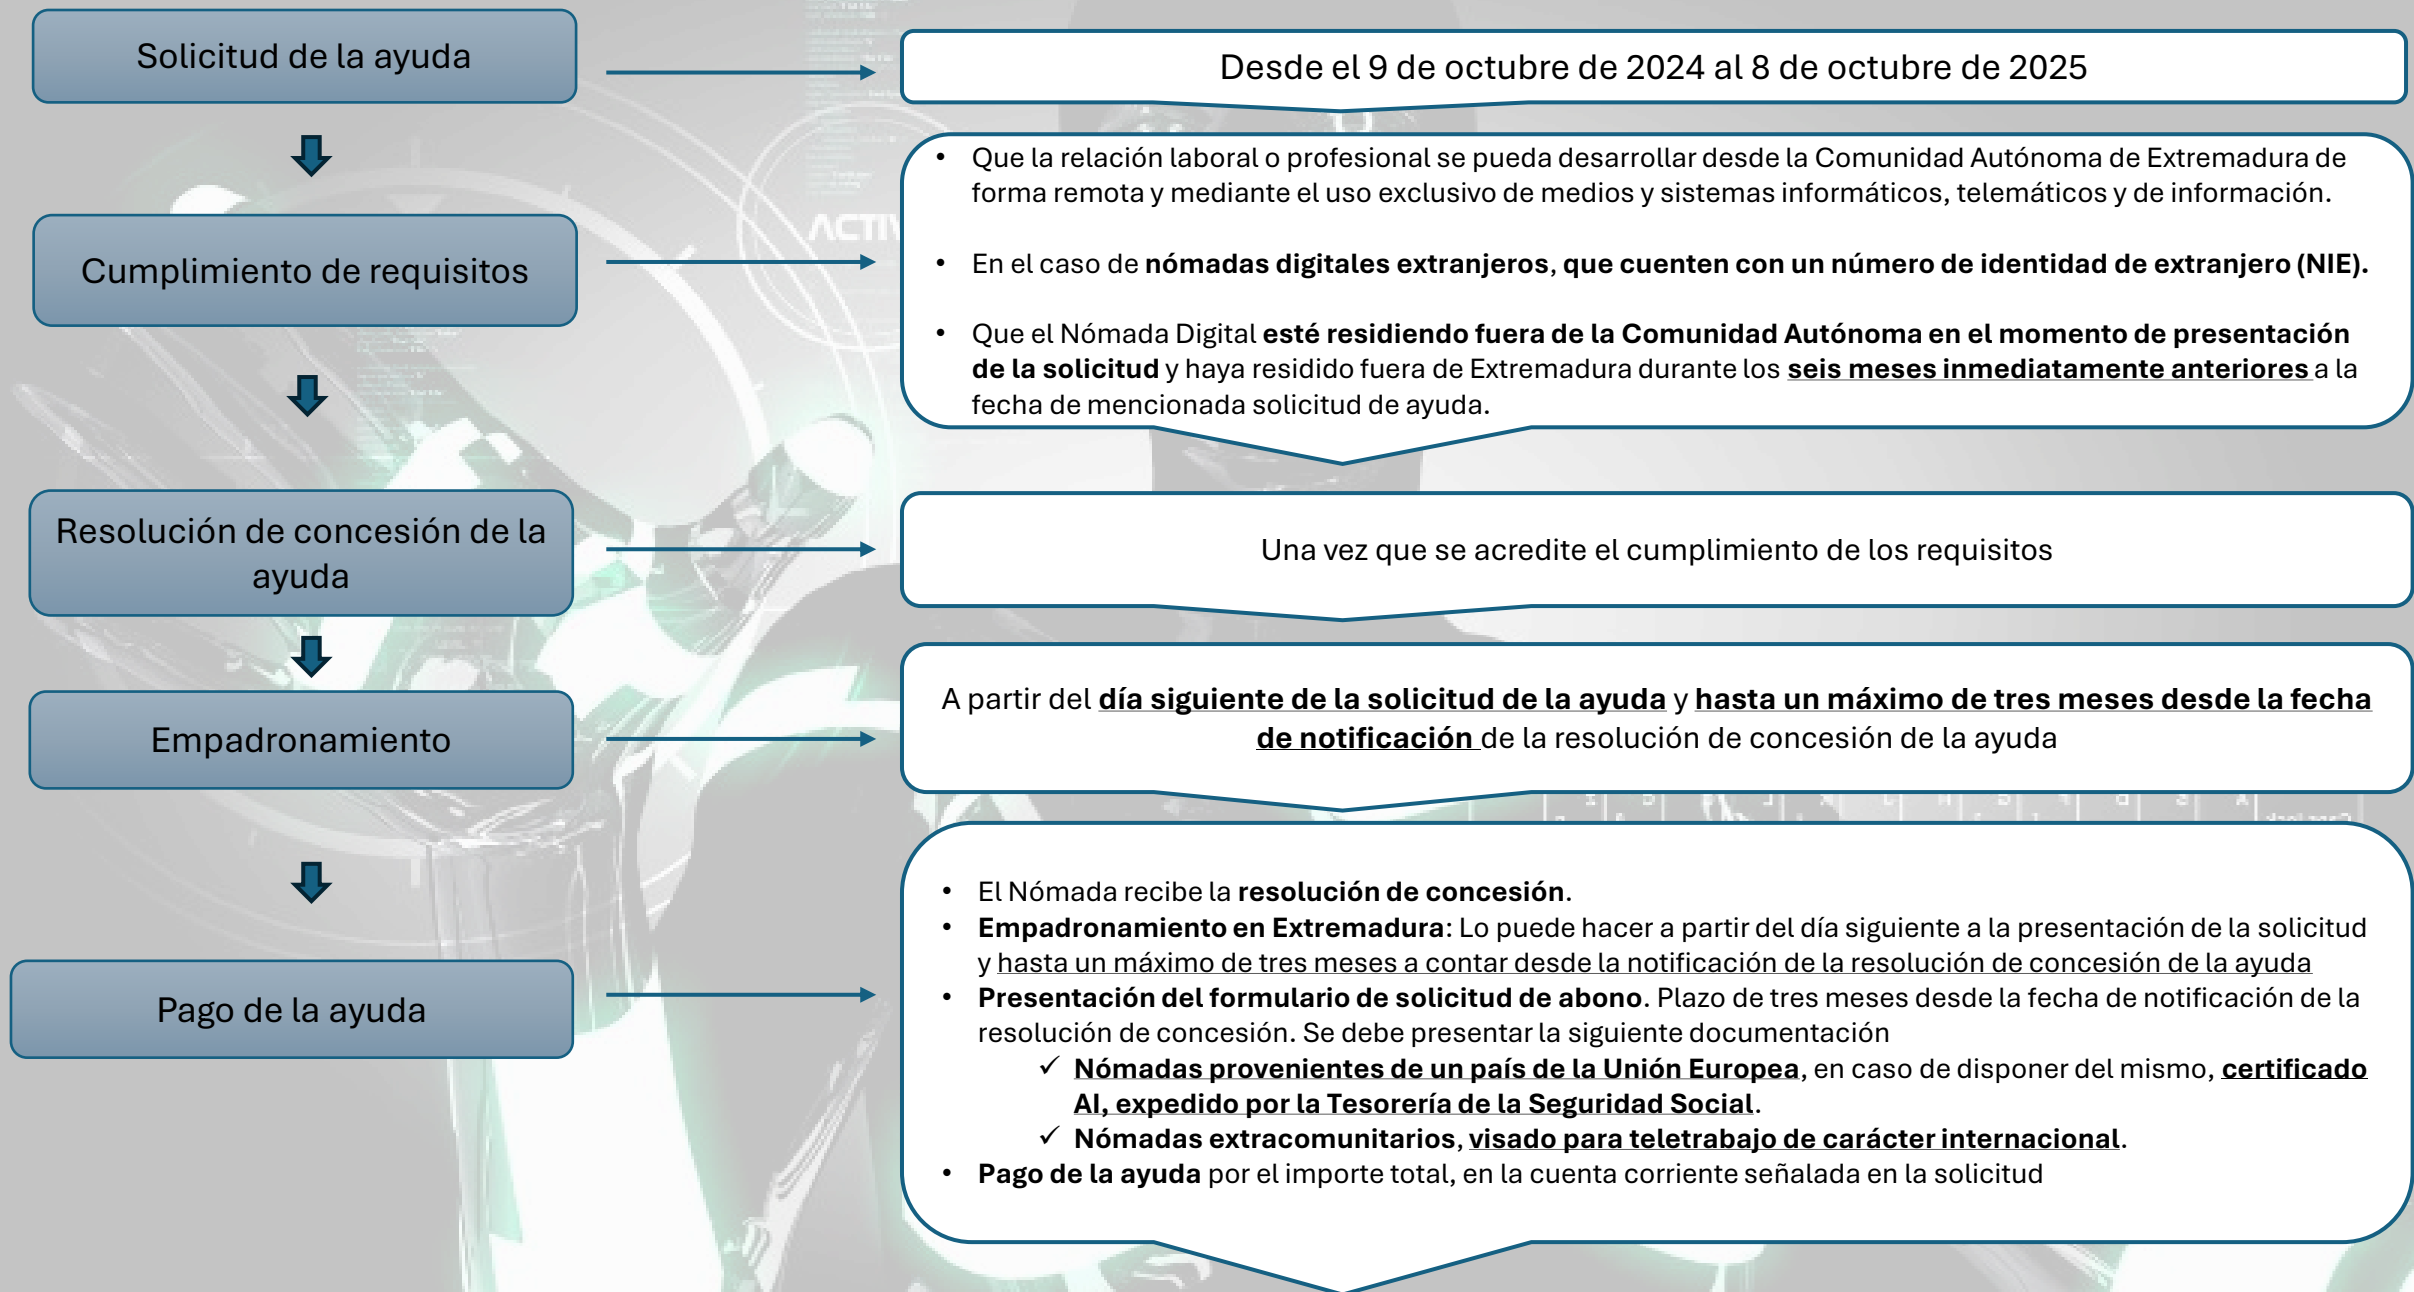 Solicitud de la ayuda
Desde el 9 de octubre de 2024 al 8 de octubre de 2025
Cumplimiento de requisitos
• Que la relación laboral o profesional se pueda desarrollar desde la Comunidad Autónoma de Extremadura de
forma remota y mediante el uso exclusivo de medios y sistemas informáticos, telemáticos y de información.
• En el caso de nómadas digitales extranjeros, que cuenten con un número de identidad de extranjero (NIE).
• Que el Nómada Digital esté residiendo fuera de la Comunidad Autónoma en el momento de presentación
de la solicitud y haya residido fuera de Extremadura durante los seis meses inmediatamente anteriores a la
fecha de mencionada solicitud de ayuda.
Resolución de concesión de la
ayuda
Una vez que se acredite el cumplimiento de los requisitos
Empadronamiento
A partir del día siguiente de la solicitud de la ayuda y hasta un máximo de tres meses desde la fecha
de notificación de la resolución de concesión de la ayuda
Pago de la ayuda
• El Nómada recibe la resolución de concesión.
• Empadronamiento en Extremadura: Lo puede hacer a partir del día siguiente a la presentación de la solicitud
y hasta un máximo de tres meses a contar desde la notificación de la resolución de concesión de la ayuda
• Presentación del formulario de solicitud de abono. Plazo de tres meses desde la fecha de notificación de la
resolución de concesión. Se debe presentar la siguiente documentación
✓ Nómadas provenientes de un país de la Unión Europea, en caso de disponer del mismo, certificado
AI, expedido por la Tesorería de la Seguridad Social.
✓ Nómadas extracomunitarios, visado para teletrabajo de carácter internacional.
• Pago de la ayuda por el importe total, en la cuenta corriente señalada en la solicitud